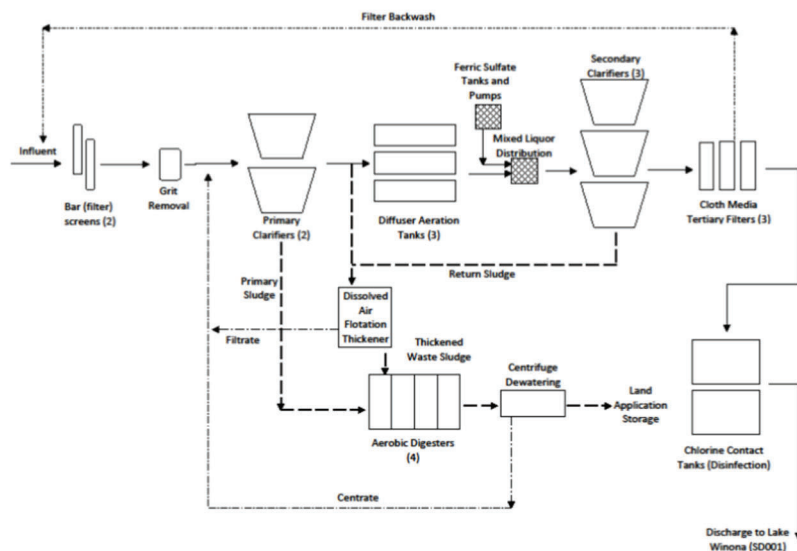 Filter Backwash
Secondary
Clarifiers (3)
Ferric Sulfate
Tanks and
Pumps
Influent
Mixed Liquor
Distribution
Grit
Removal
Bar (filter)
screens (2)
Primary
Clarifiers (2)
Diffuser Aeration
Tanks (3)
Cloth Media
Tertiary Filters (3)
Return Sludge
Primary
Sludge
Dissolved
Air
Flotation
Thickener
Filtrate
Thickened
Waste Sludge
Centrifuge
Dewatering
Land
Application
Storage
Aerobic Digesters
(4)
Chlorine Contact
Tanks (Disinfection)
Centrate
Discharge to Lake
Winona (SD001)